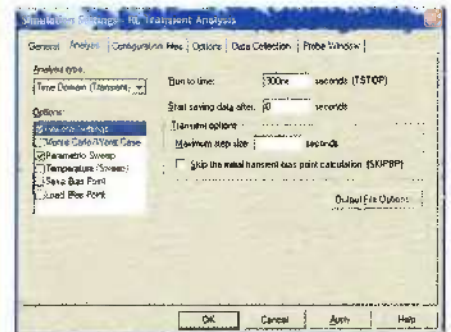 Simulation Settings - RL Transient Analysis
General Analysis Configuration Files Options Data Collection Probe Window
Analysis type:
Time Domain (Transient)
Options:
General Settings
Monte Carlo/Worst Case
Parametric Sweep
Temperature (Sweep)
Save Bias Point
Load Bias Point
Run to time: 300ns seconds (TSTOP)
Start saving data after: 0 seconds
Transient options
Maximum step size seconds
Skip the initial transient bias point calculation (SKIPBP)
Output File Options
OK Cancel Apply Help